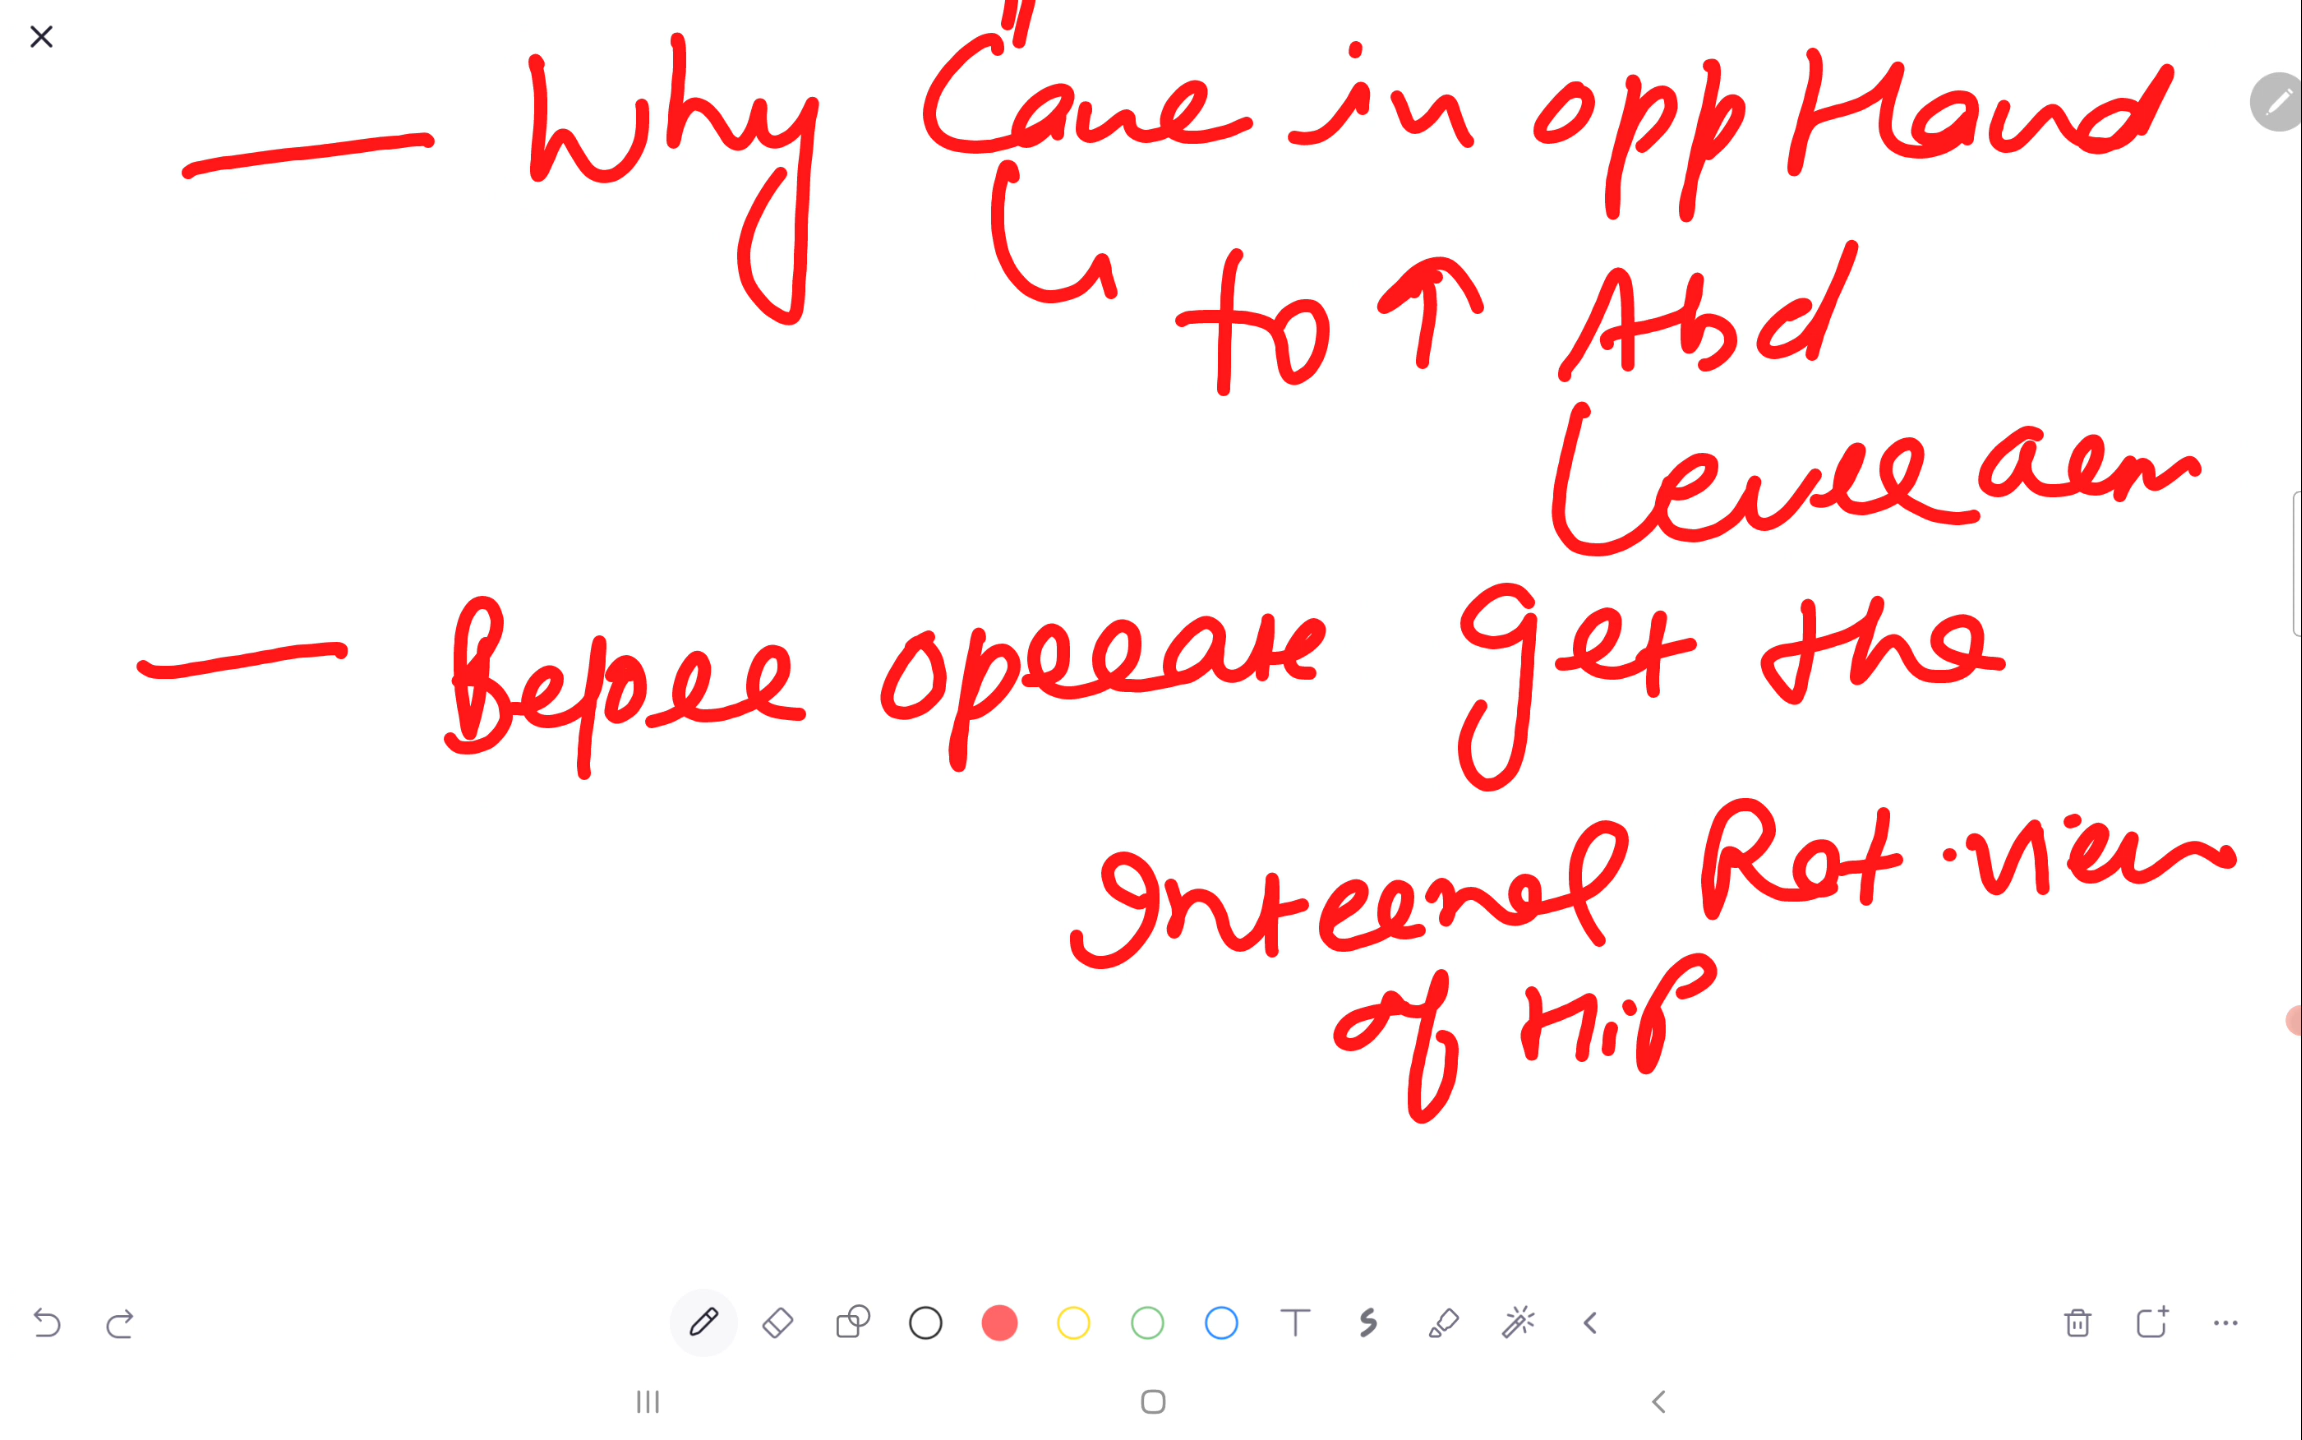 — Why Cane in opp Hand
to ↑ Abd
Lever arm
— Before operate get the
Internal Rot. view
of Hip